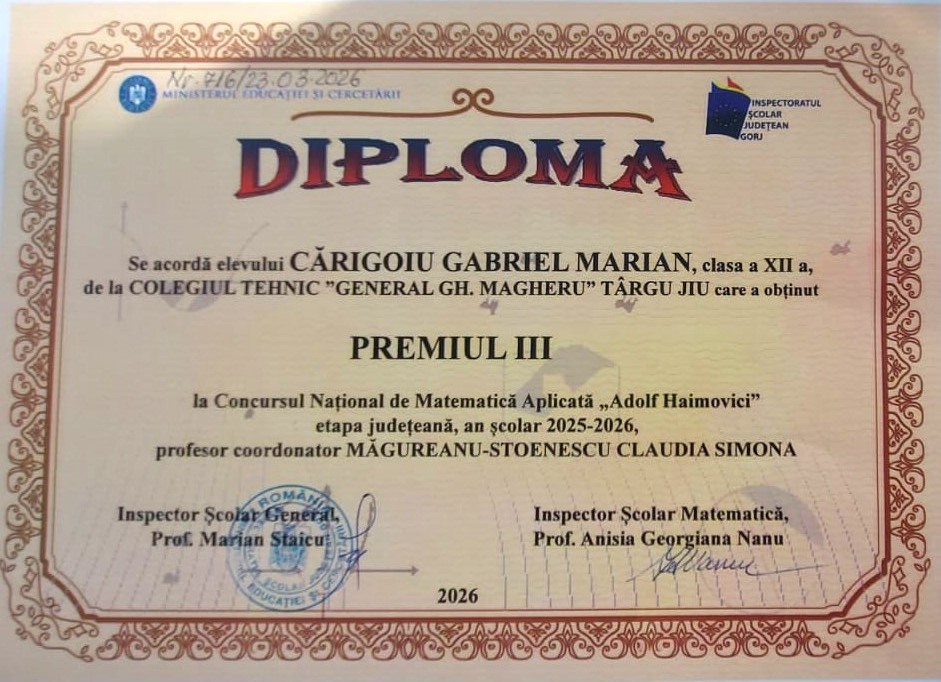 Nr. 716/23.03.2026
MINISTERUL EDUCAȚIEI ȘI CERCETĂRII
INSPECTORATUL
ȘCOLAR
JUDEȚEAN
GORJ
DIPLOMA
Se acordă elevului CĂRIGOIU GABRIEL MARIAN, clasa a XII a,
de la COLEGIUL TEHNIC ”GENERAL GH. MAGHERU” TÂRGU JIU care a obținut
PREMIUL III
la Concursul Național de Matematică Aplicată „Adolf Haimovici”
etapa județeană, an școlar 2025-2026,
profesor coordonator MĂGUREANU-STOENESCU CLAUDIA SIMONA
Inspector Școlar General,
Prof. Marian Staicu
Inspector Școlar Matematică,
Prof. Anisia Georgiana Nanu
ROMÂNIA
2026